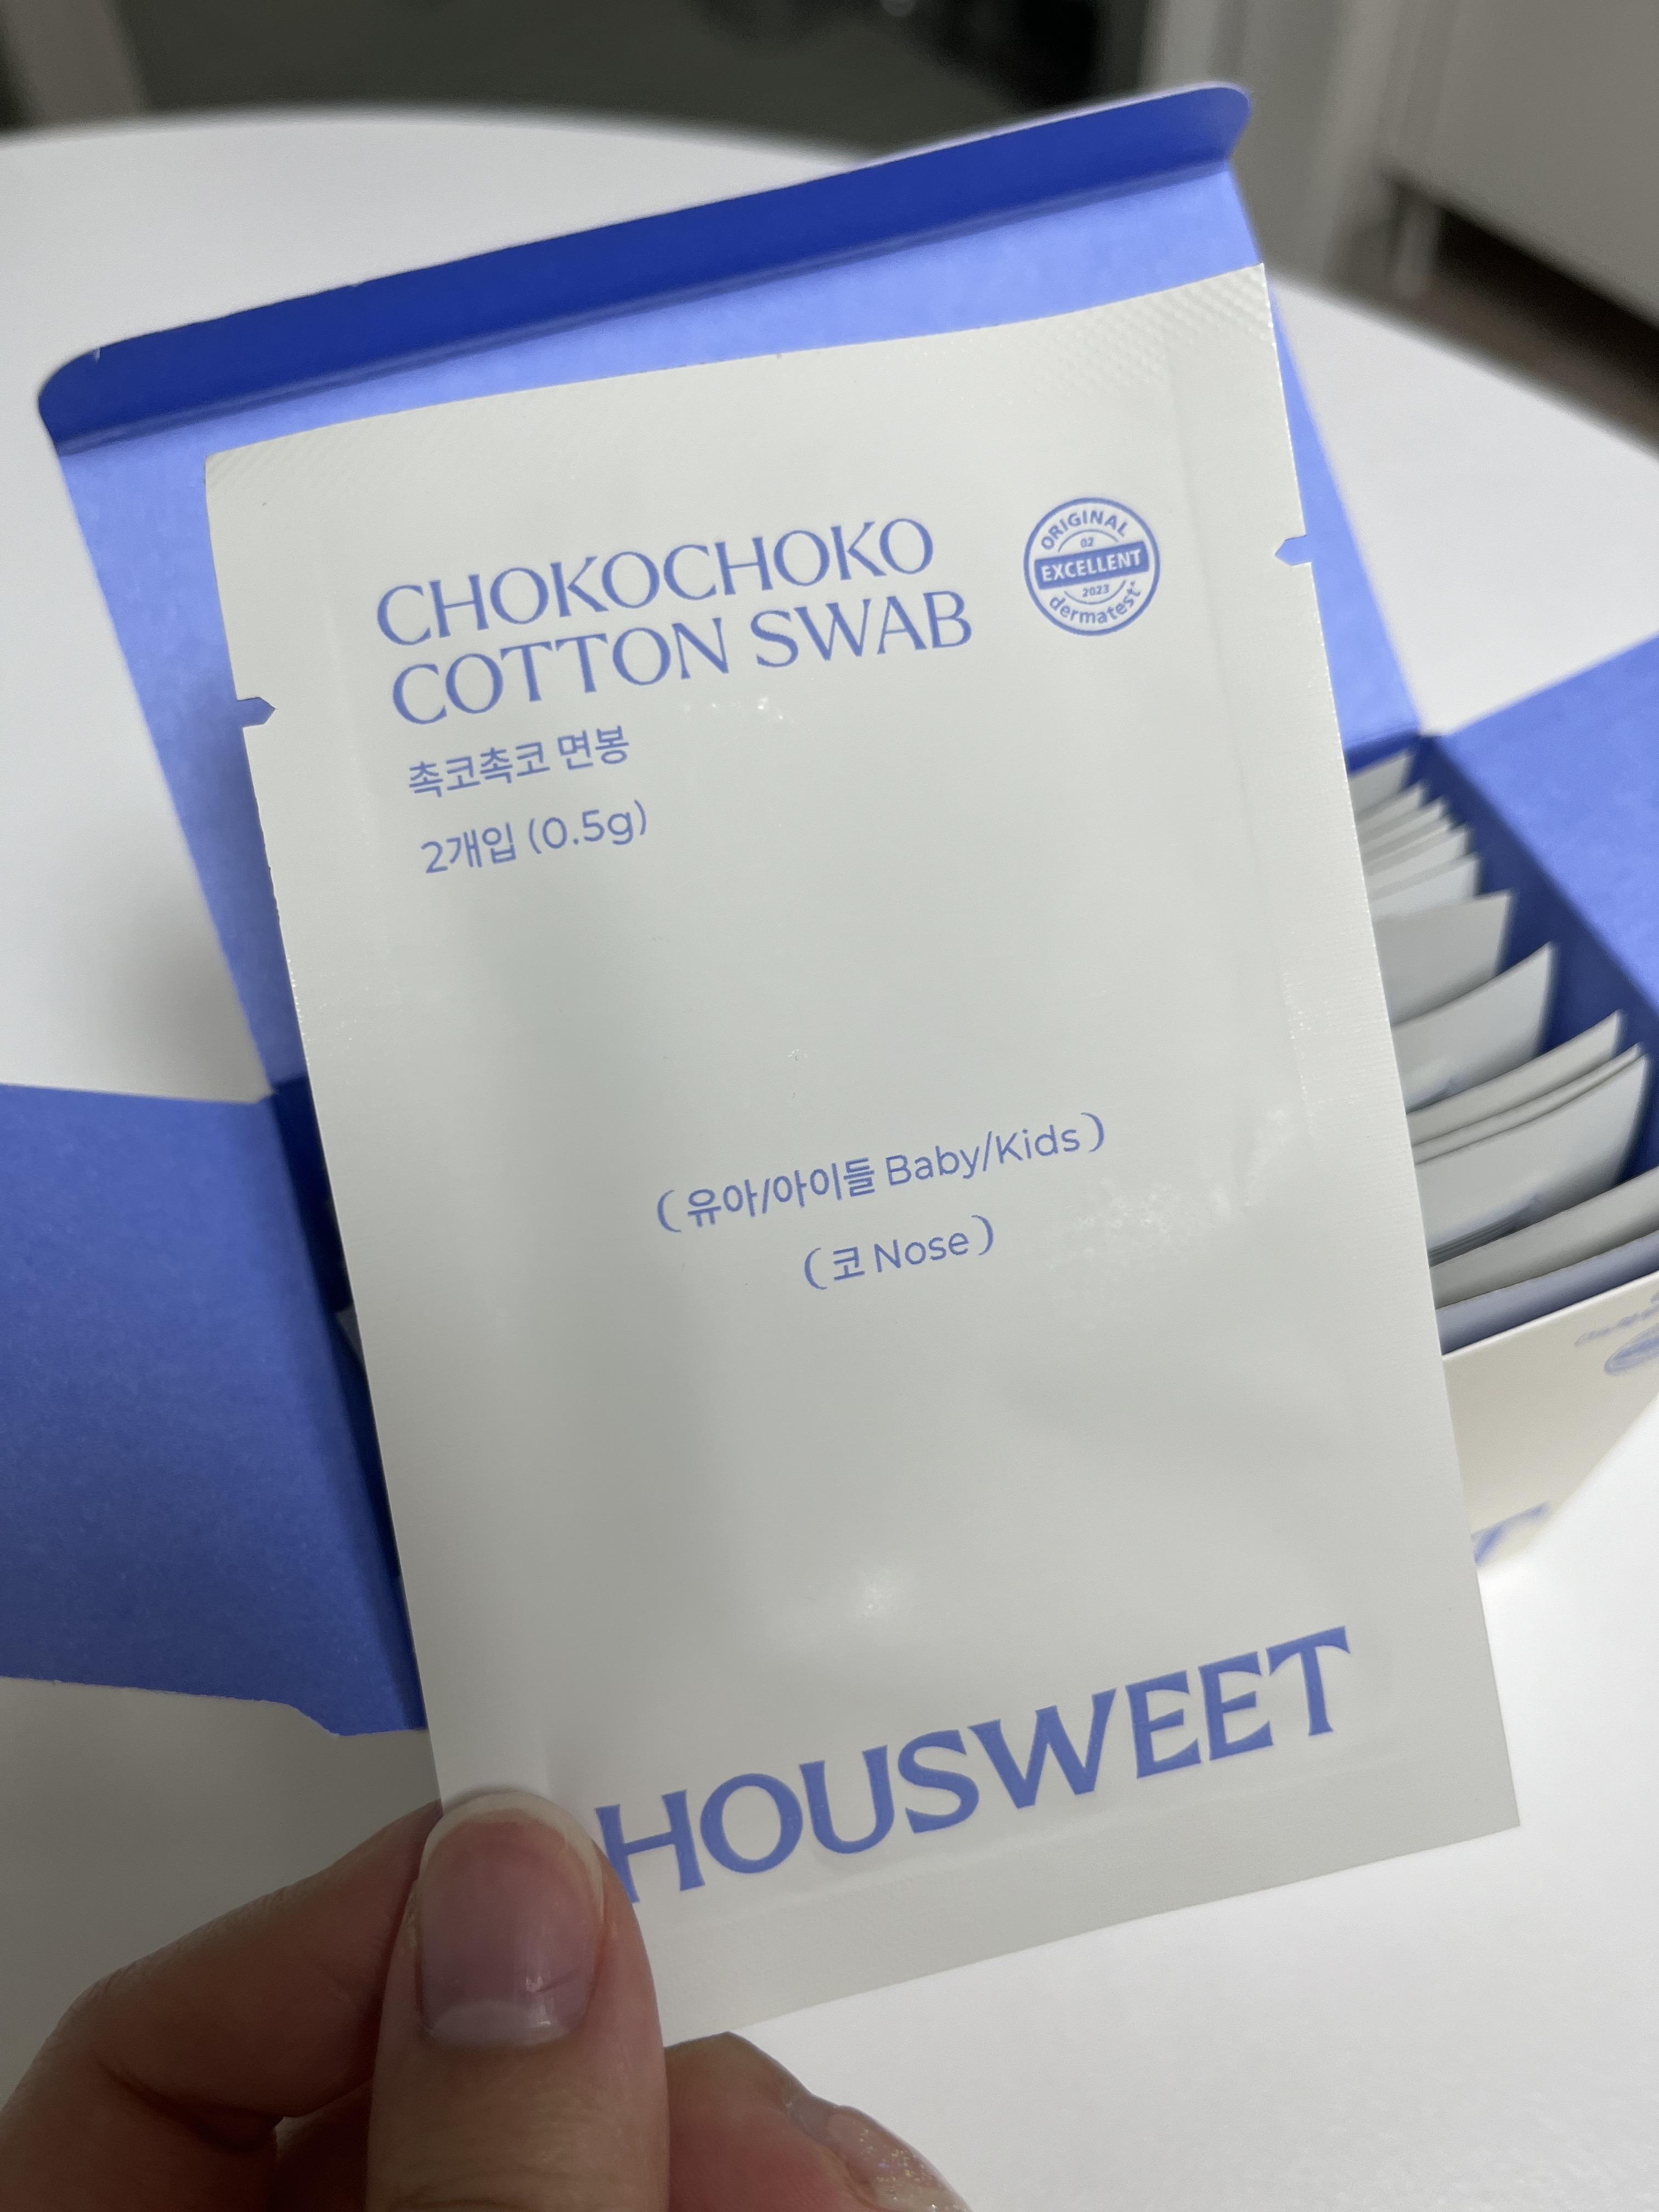 CHOKOCHOKO
COTTON SWAB
촉코촉코 면봉
2개입 (0.5g)
ORIGINAL
02
EXCELLENT
2023
dermatest
( 유아/아이들 Baby/Kids )
( 코 Nose )
HOUSWEET